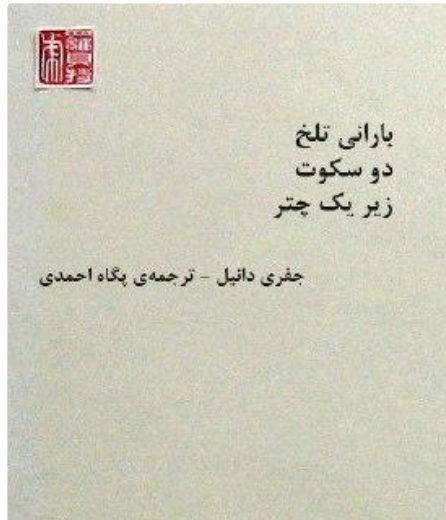 بارانی تلخ
دو سکوت
زیر یک چتر
جفری دانیل - ترجمه‌ی پگاه احمدی